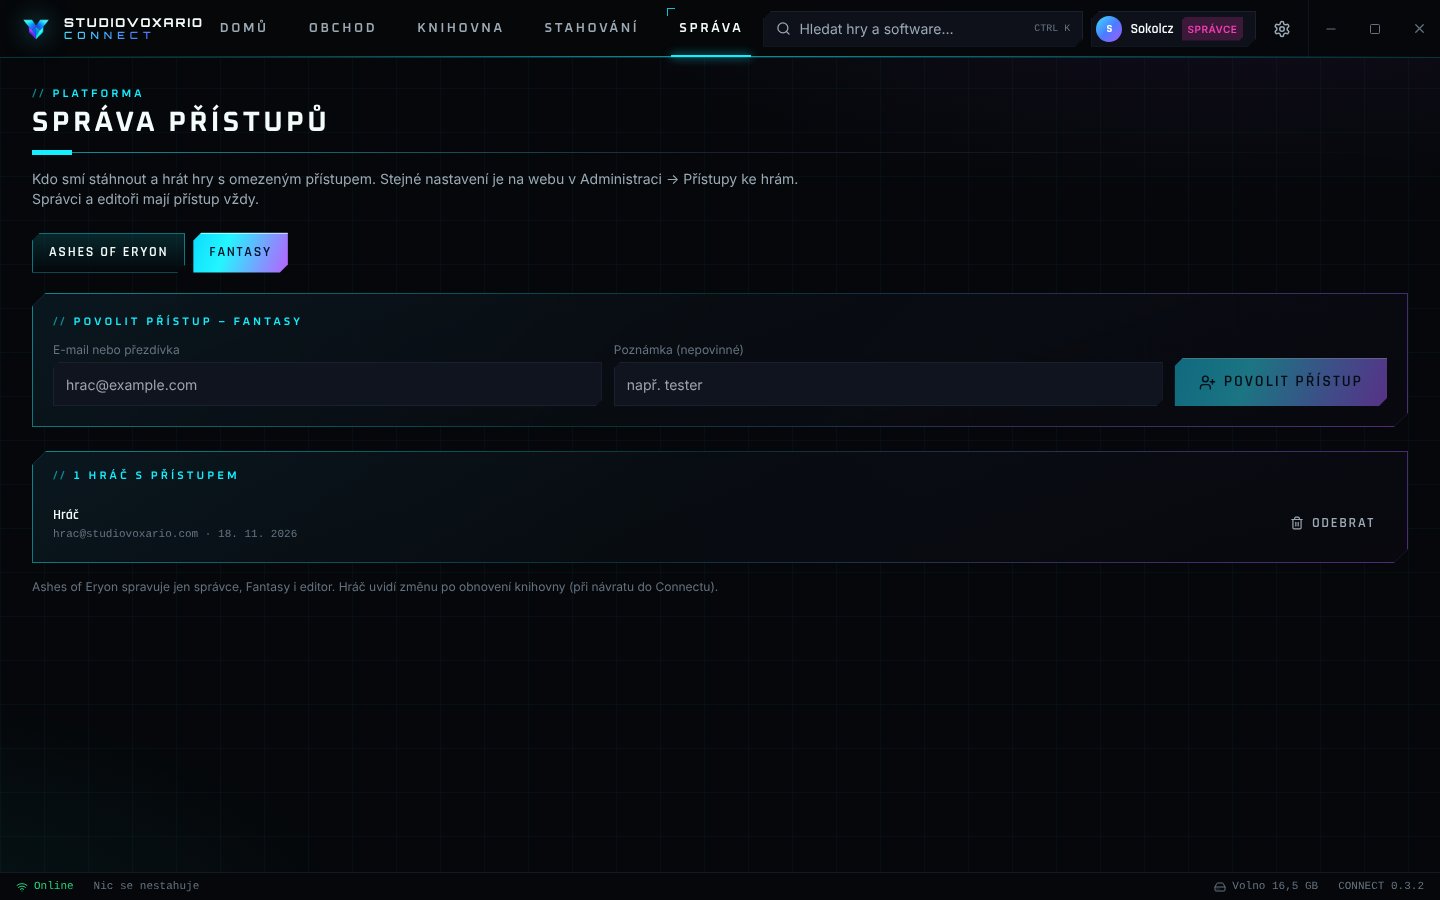 STUDIOVOXARIO
CONNECT
DOMŮ
OBCHOD
KNIHOVNA
STAHOVÁNÍ
SPRÁVA
Hledat hry a software...
CTRL K
S
Sokolcz
SPRÁVCE
// PLATFORMA
SPRÁVA PŘÍSTUPŮ
Kdo smí stáhnout a hrát hry s omezeným přístupem. Stejné nastavení je na webu v Administraci → Přístupy ke hrám.
Správci a editoři mají přístup vždy.
ASHES OF ERYON
FANTASY
// POVOLIT PŘÍSTUP – FANTASY
E-mail nebo přezdívka
Poznámka (nepovinné)
hrac@example.com
např. tester
POVOLIT PŘÍSTUP
// 1 HRÁČ S PŘÍSTUPEM
Hráč
hrac@studiovoxario.com · 18. 11. 2026
ODEBRAT
Ashes of Eryon spravuje jen správce, Fantasy i editor. Hráč uvidí změnu po obnovení knihovny (při návratu do Connectu).
Online
Nic se nestahuje
Volno 16,5 GB
CONNECT 0.3.2